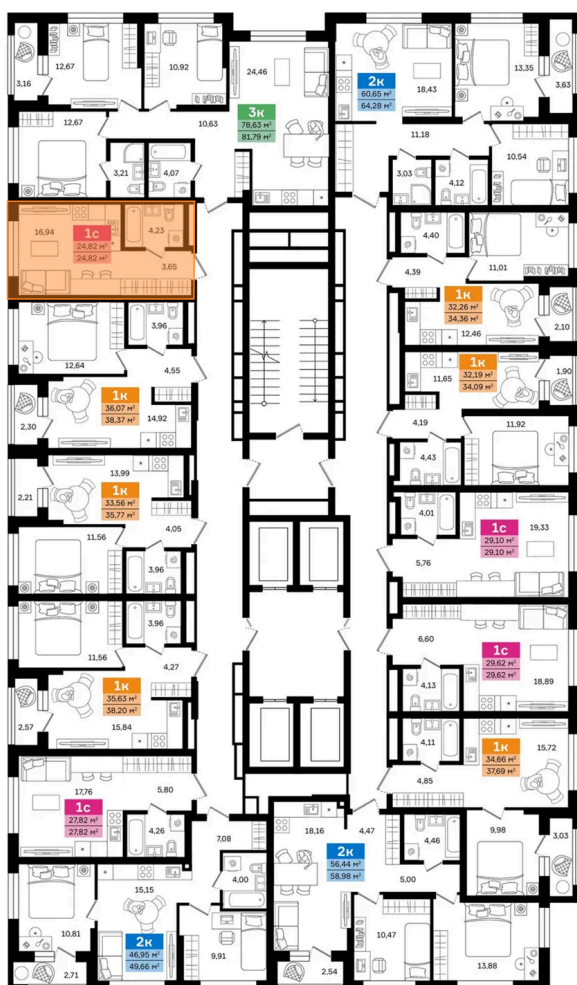 3,16
12,67
10,92
24,46
3к
78,63 м²
81,79 м²
12,67
10,63
3,21
4,07
2к
60,65 м²
64,28 м²
18,43
13,35
3,63
11,18
3,03
4,12
10,54
16,94
1с
24,82 м²
24,82 м²
4,23
3,65
4,40
4,39
11,01
1к
32,26 м²
34,36 м²
12,46
2,10
3,96
12,64
4,55
1к
36,07 м²
38,37 м²
14,92
2,30
1к
32,19 м²
34,09 м²
11,65
1,90
4,19
11,92
4,43
13,99
2,21
1к
33,56 м²
35,77 м²
4,05
11,56
3,96
4,01
1с
29,10 м²
29,10 м²
19,33
5,76
3,96
11,56
4,27
1к
35,63 м²
38,20 м²
2,57
15,84
6,60
1с
29,62 м²
29,62 м²
4,13
18,89
4,11
1к
34,66 м²
37,69 м²
15,72
4,85
17,76
5,80
1с
27,82 м²
27,82 м²
4,26
7,08
18,16
4,47
2к
56,44 м²
58,98 м²
4,46
5,00
9,98
3,03
4,00
15,15
10,81
2к
46,95 м²
49,66 м²
2,71
9,91
2,54
10,47
13,88